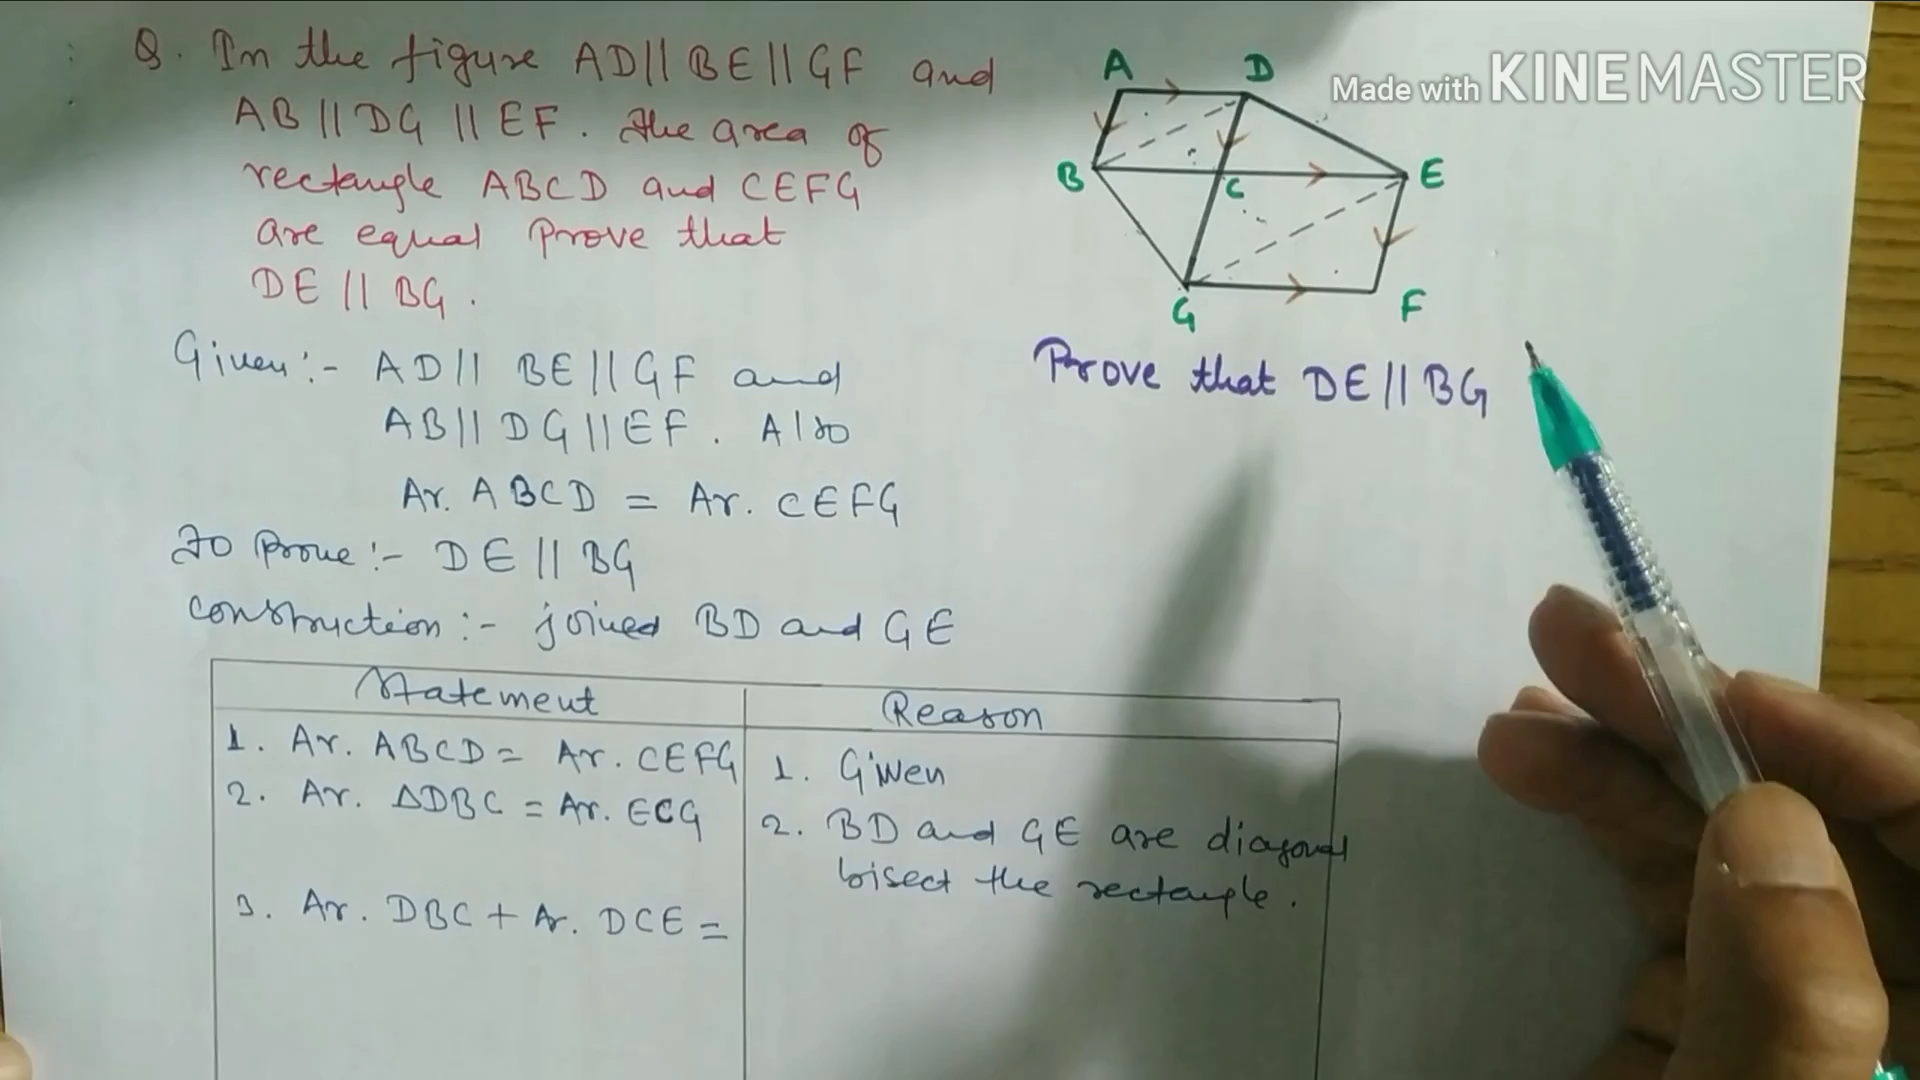 Q. In the figure AD||BE||GF and
AB||DG||EF. The area of
rectangle ABCD and CEFG
are equal Prove that
DE||BG.
Given:- AD||BE||GF and
AB||DG||EF. Also
Ar. ABCD = Ar. CEFG
To Prove:- DE||BG
construction:- joined BD and GE
Statement
Reason
1. Ar. ABCD = Ar. CEFG
1. Given
2. Ar. ΔDBC = Ar. ECG
2. BD and GE are diagonal
bisect the rectangle.
3. Ar. DBC + Ar. DCE =
A
D
B
C
E
G
F
Prove that DE||BG
Made with KINEMASTER